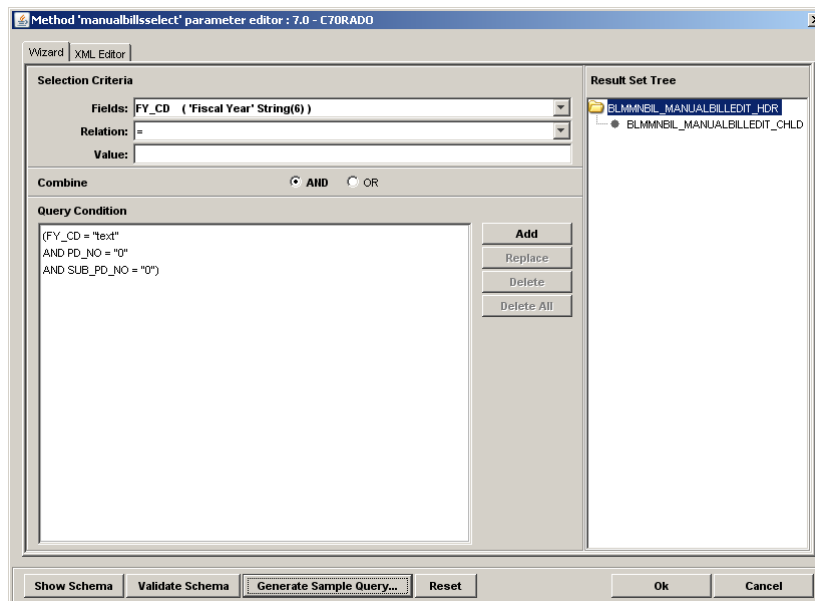 Method 'manualbillsselect' parameter editor : 7.0 - C70RADO
Wizard XML Editor
Selection Criteria
Fields: FY_CD ( 'Fiscal Year' String(6) )
Relation: =
Value:
Combine AND OR
Query Condition
(FY_CD = "text"
AND PD_NO = "0"
AND SUB_PD_NO = "0")
Add
Replace
Delete
Delete All
Result Set Tree
BLMMNBIL_MANUALBILLEDIT_HDR
BLMMNBIL_MANUALBILLEDIT_CHLD
Show Schema Validate Schema Generate Sample Query... Reset Ok Cancel